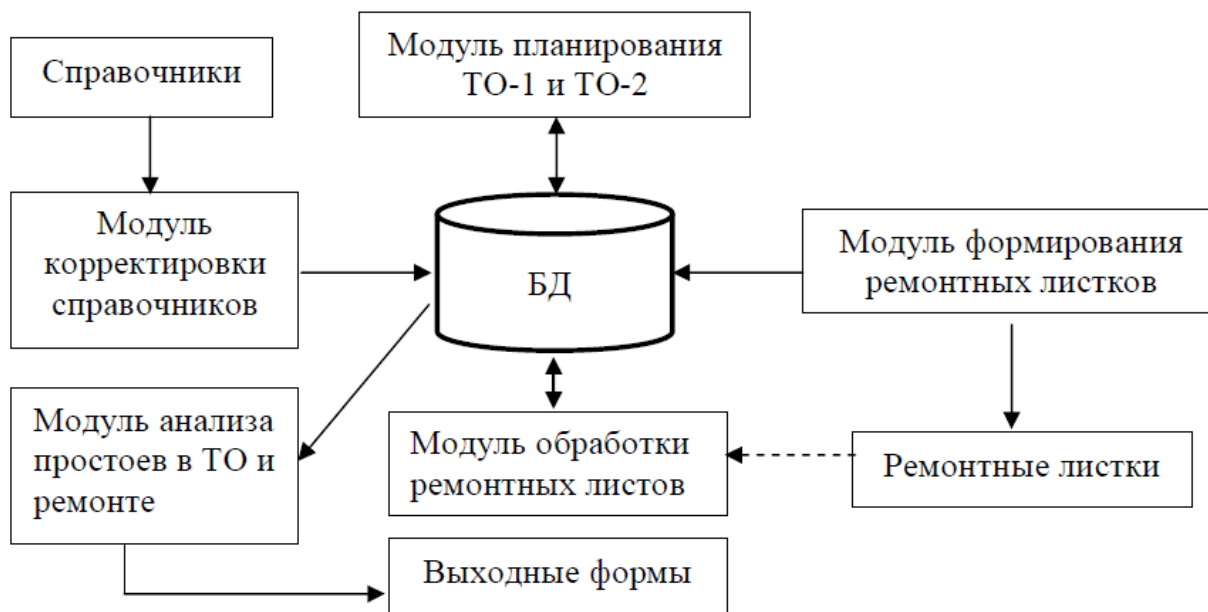 Справочники
Модуль планирования
ТО-1 и ТО-2
Модуль
корректировки
справочников
БД
Модуль формирования
ремонтных листков
Модуль анализа
простоев в ТО и
ремонте
Модуль обработки
ремонтных листов
Ремонтные листки
Выходные формы